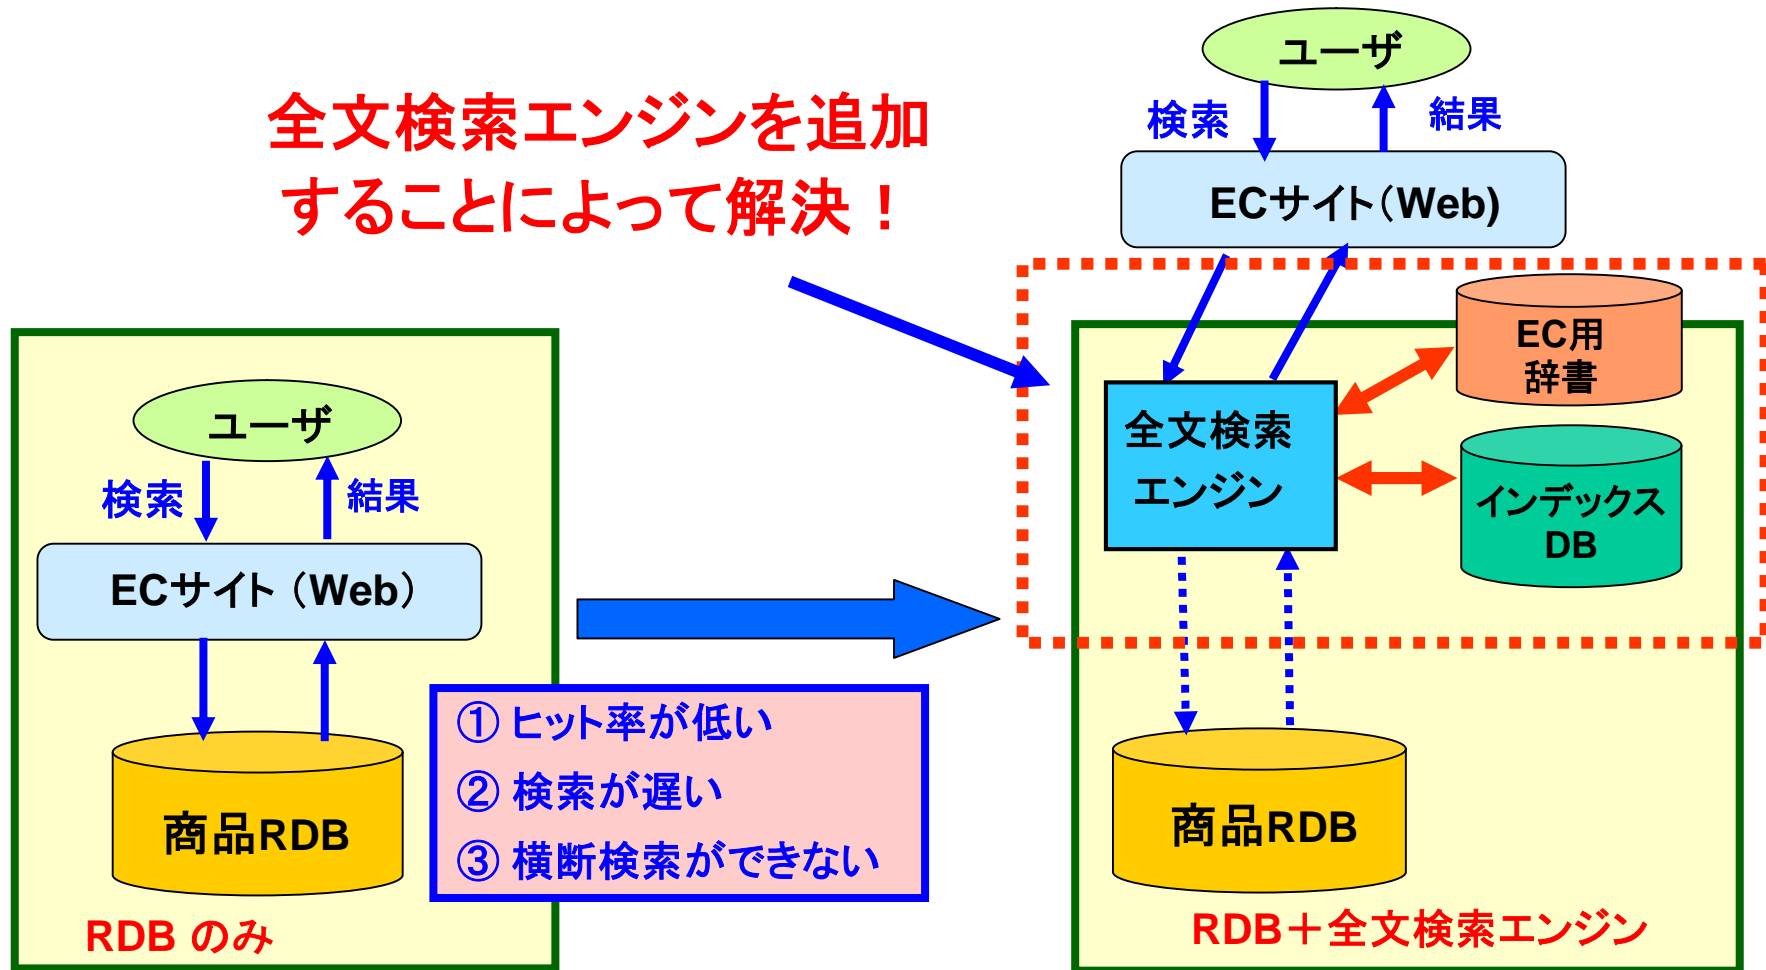 全文検索エンジンを追加
することによって解決！
ユーザ
検索
結果
ECサイト（Web）
商品RDB
RDB のみ
① ヒット率が低い
② 検索が遅い
③ 横断検索ができない
ユーザ
検索
結果
ECサイト（Web)
EC用
辞書
全文検索
エンジン
インデックス
DB
商品RDB
RDB＋全文検索エンジン